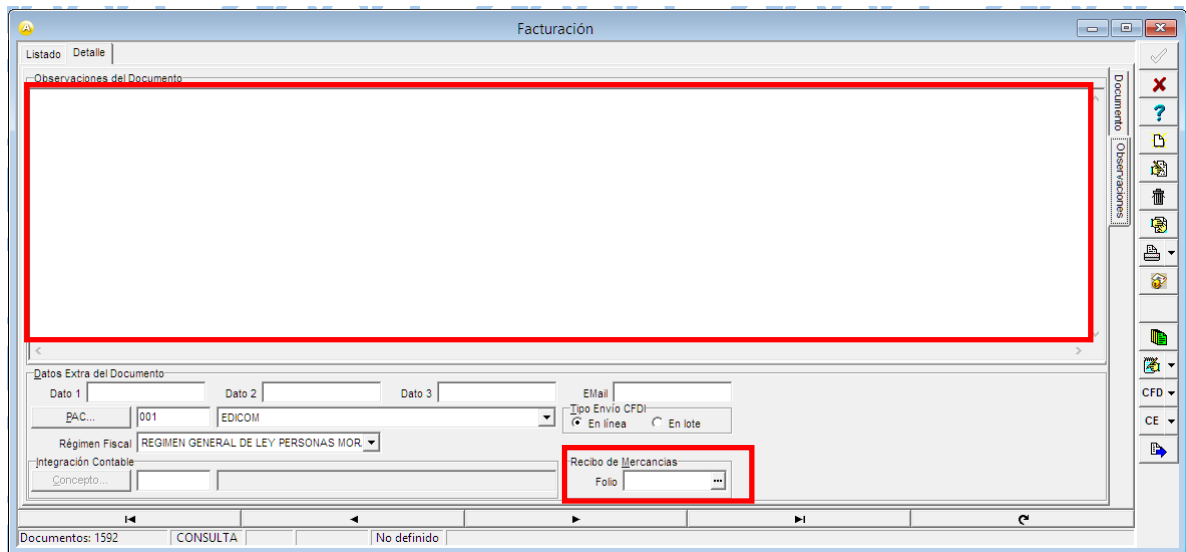 Facturación
Listado Detalle
Observaciones del Documento
Documento
Observaciones
Datos Extra del Documento
Dato 1 Dato 2 Dato 3 EMail
PAC... 001 EDICOM
Tipo Envío CFDI
En línea En lote
Régimen Fiscal REGIMEN GENERAL DE LEY PERSONAS MOR.
Integración Contable
Concepto...
Recibo de Mercancias
Folio ...
CFD
CE
Documentos: 1592 CONSULTA No definido